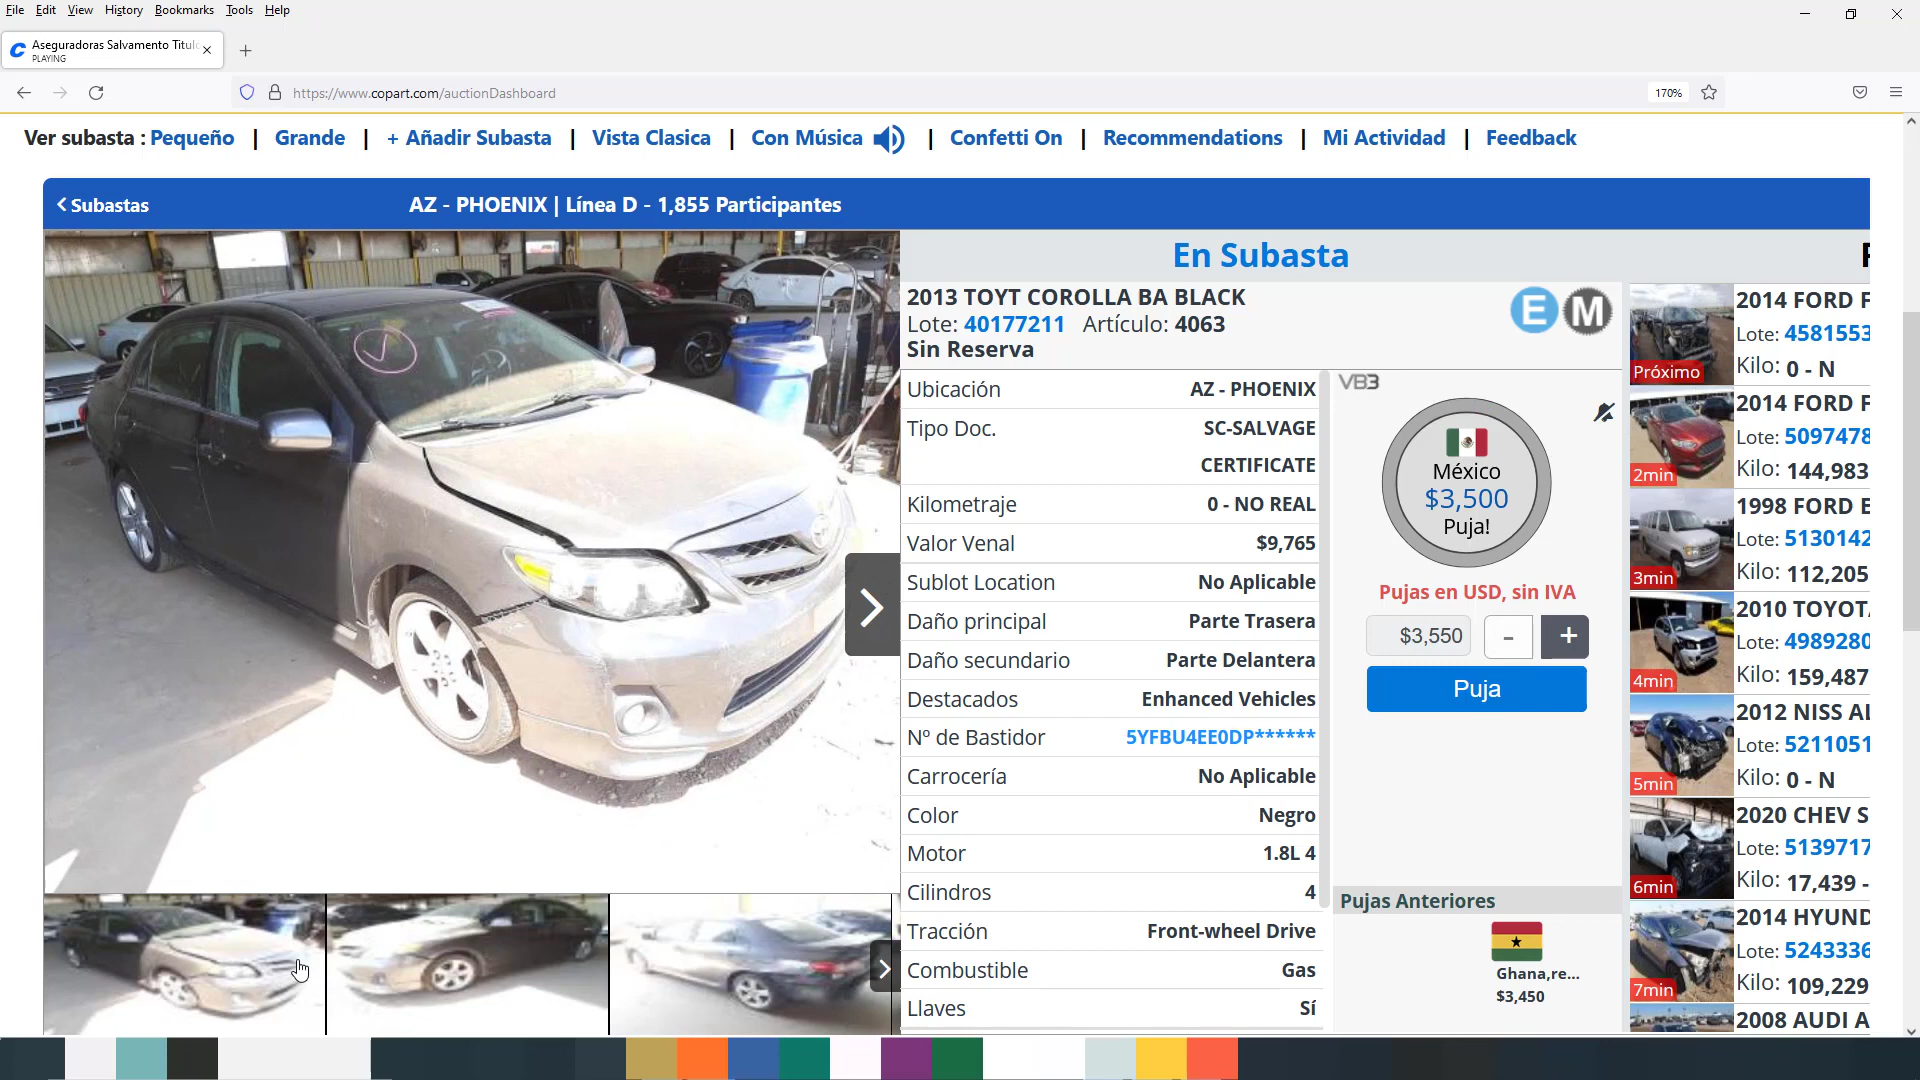 File Edit View History Bookmarks Tools Help
Aseguradoras Salvamento Titul
PLAYING
https://www.copart.com/auctionDashboard
170%
Ver subasta : Pequeño | Grande | + Añadir Subasta | Vista Clasica | Con Música | Confetti On | Recommendations | Mi Actividad | Feedback
Subastas
AZ - PHOENIX | Línea D - 1,855 Participantes
En Subasta
2013 TOYT COROLLA BA BLACK
Lote: 40177211 Artículo: 4063
Sin Reserva
E M
Ubicación AZ - PHOENIX
Tipo Doc. SC-SALVAGE
CERTIFICATE
Kilometraje 0 - NO REAL
Valor Venal $9,765
Sublot Location No Aplicable
Daño principal Parte Trasera
Daño secundario Parte Delantera
Destacados Enhanced Vehicles
Nº de Bastidor 5YFBU4EE0DP******
Carrocería No Aplicable
Color Negro
Motor 1.8L 4
Cilindros 4
Tracción Front-wheel Drive
Combustible Gas
Llaves Sí
VB3
México
$3,500
Puja!
Pujas en USD, sin IVA
$3,550 - +
Puja
Pujas Anteriores
Ghana,re...
$3,450
2014 FORD F
Lote: 4581553
Kilo: 0 - N
Próximo
2014 FORD F
Lote: 5097478
Kilo: 144,983
2min
1998 FORD E
Lote: 5130142
Kilo: 112,205
3min
2010 TOYOT
Lote: 4989280
Kilo: 159,487
4min
2012 NISS AL
Lote: 5211051
Kilo: 0 - N
5min
2020 CHEV S
Lote: 5139717
Kilo: 17,439 -
6min
2014 HYUND
Lote: 5243336
Kilo: 109,229
7min
2008 AUDI A